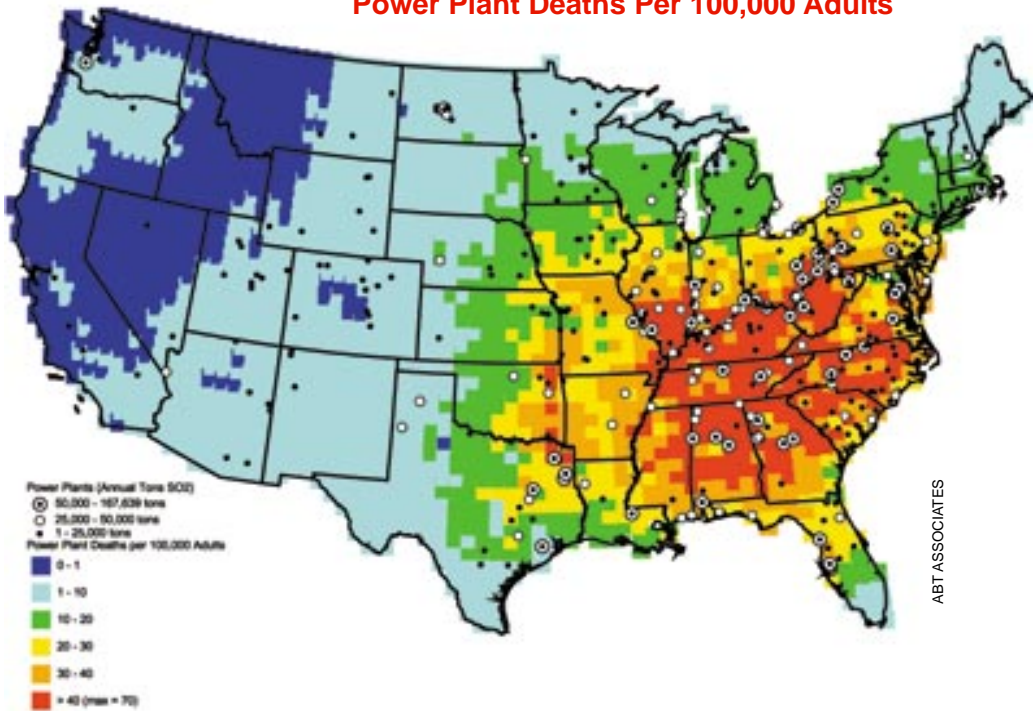 Power Plant Deaths Per 100,000 Adults
Power Plants (Annual Tons SO2)
50,000 - 167,639 tons
25,000 - 50,000 tons
1 - 25,000 tons
Power Plant Deaths per 100,000 Adults
0 - 1
1 - 10
10 - 20
20 - 30
30 - 40
> 40 (max = 70)
ABT ASSOCIATES